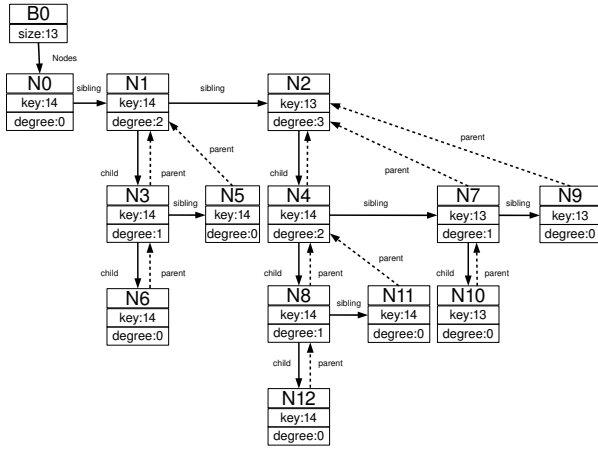 B0
size:13
Nodes
N0
key:14
degree:0
sibling
N1
key:14
degree:2
sibling
N2
key:13
degree:3
parent
child
parent
parent
child
parent
N3
key:14
degree:1
sibling
N5
key:14
degree:0
N4
key:14
degree:2
sibling
N7
key:13
degree:1
sibling
N9
key:13
degree:0
child
parent
child
parent
parent
child
parent
N6
key:14
degree:0
N8
key:14
degree:1
sibling
N11
key:14
degree:0
N10
key:13
degree:0
child
parent
N12
key:14
degree:0